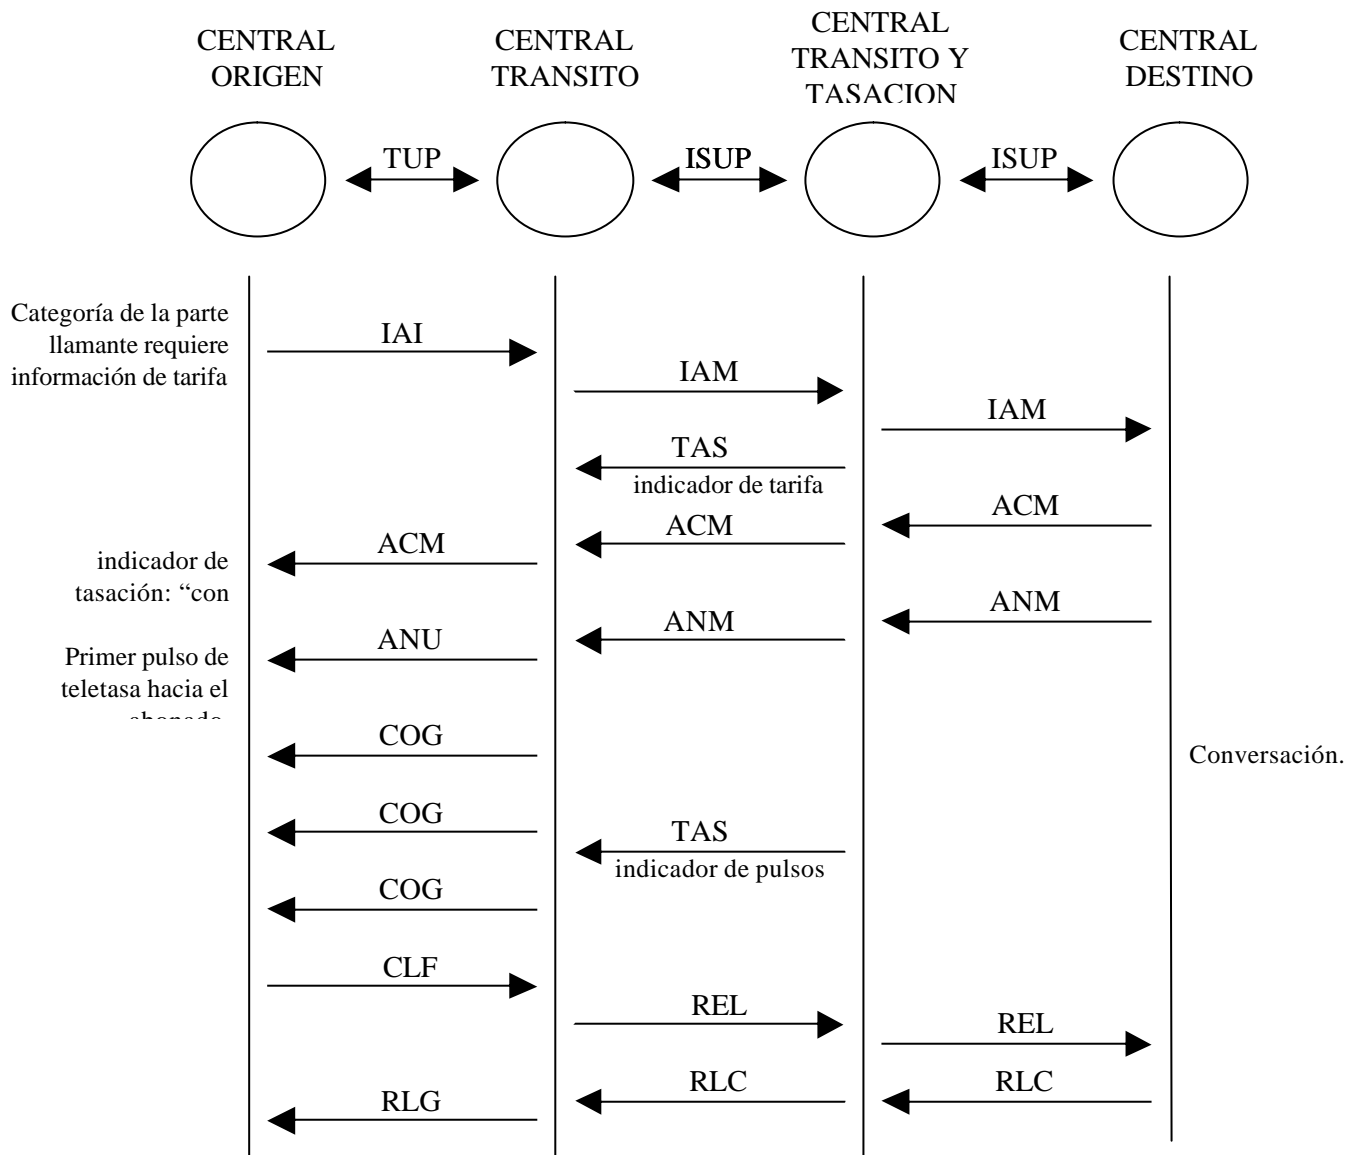 CENTRAL
ORIGEN
CENTRAL
TRANSITO
CENTRAL
TRANSITO Y
TASACION
CENTRAL
DESTINO
TUP
ISUP
ISUP
Categoría de la parte
llamante requiere
información de tarifa
IAI
IAM
IAM
TAS
indicador de tarifa
ACM
ACM
ACM
indicador de
tasación: “con
ANM
ANM
ANU
Primer pulso de
teletasa hacia el
COG
Conversación.
COG
TAS
indicador de pulsos
COG
CLF
REL
REL
RLC
RLC
RLG